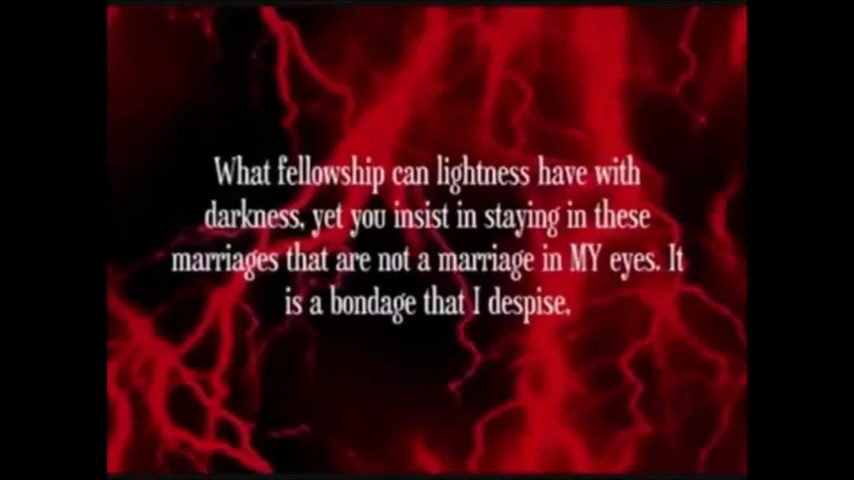 What fellowship can lightness have with
darkness, yet you insist in staying in these
marriages that are not a marriage in MY eyes. It
is a bondage that I despise.